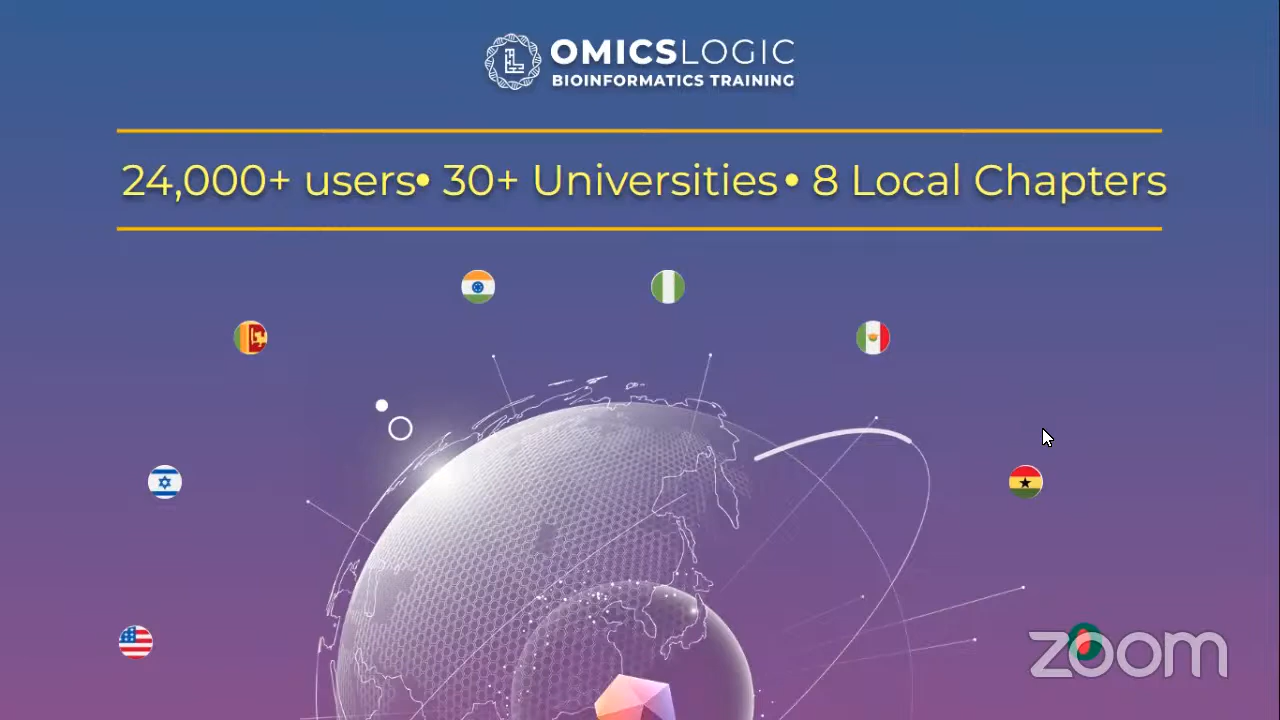 OMICSLOGIC
BIOINFORMATICS TRAINING
24,000+ users• 30+ Universities • 8 Local Chapters
zoom